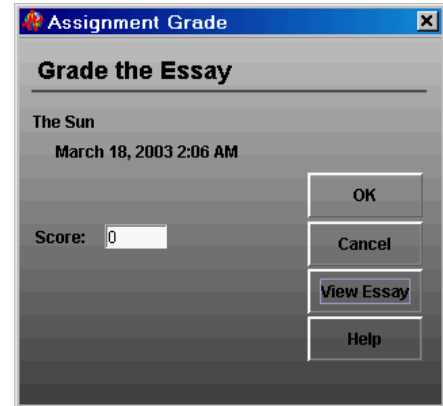 Assignment Grade
Grade the Essay
The Sun
March 18, 2003 2:06 AM
OK
Score: 0
Cancel
View Essay
Help